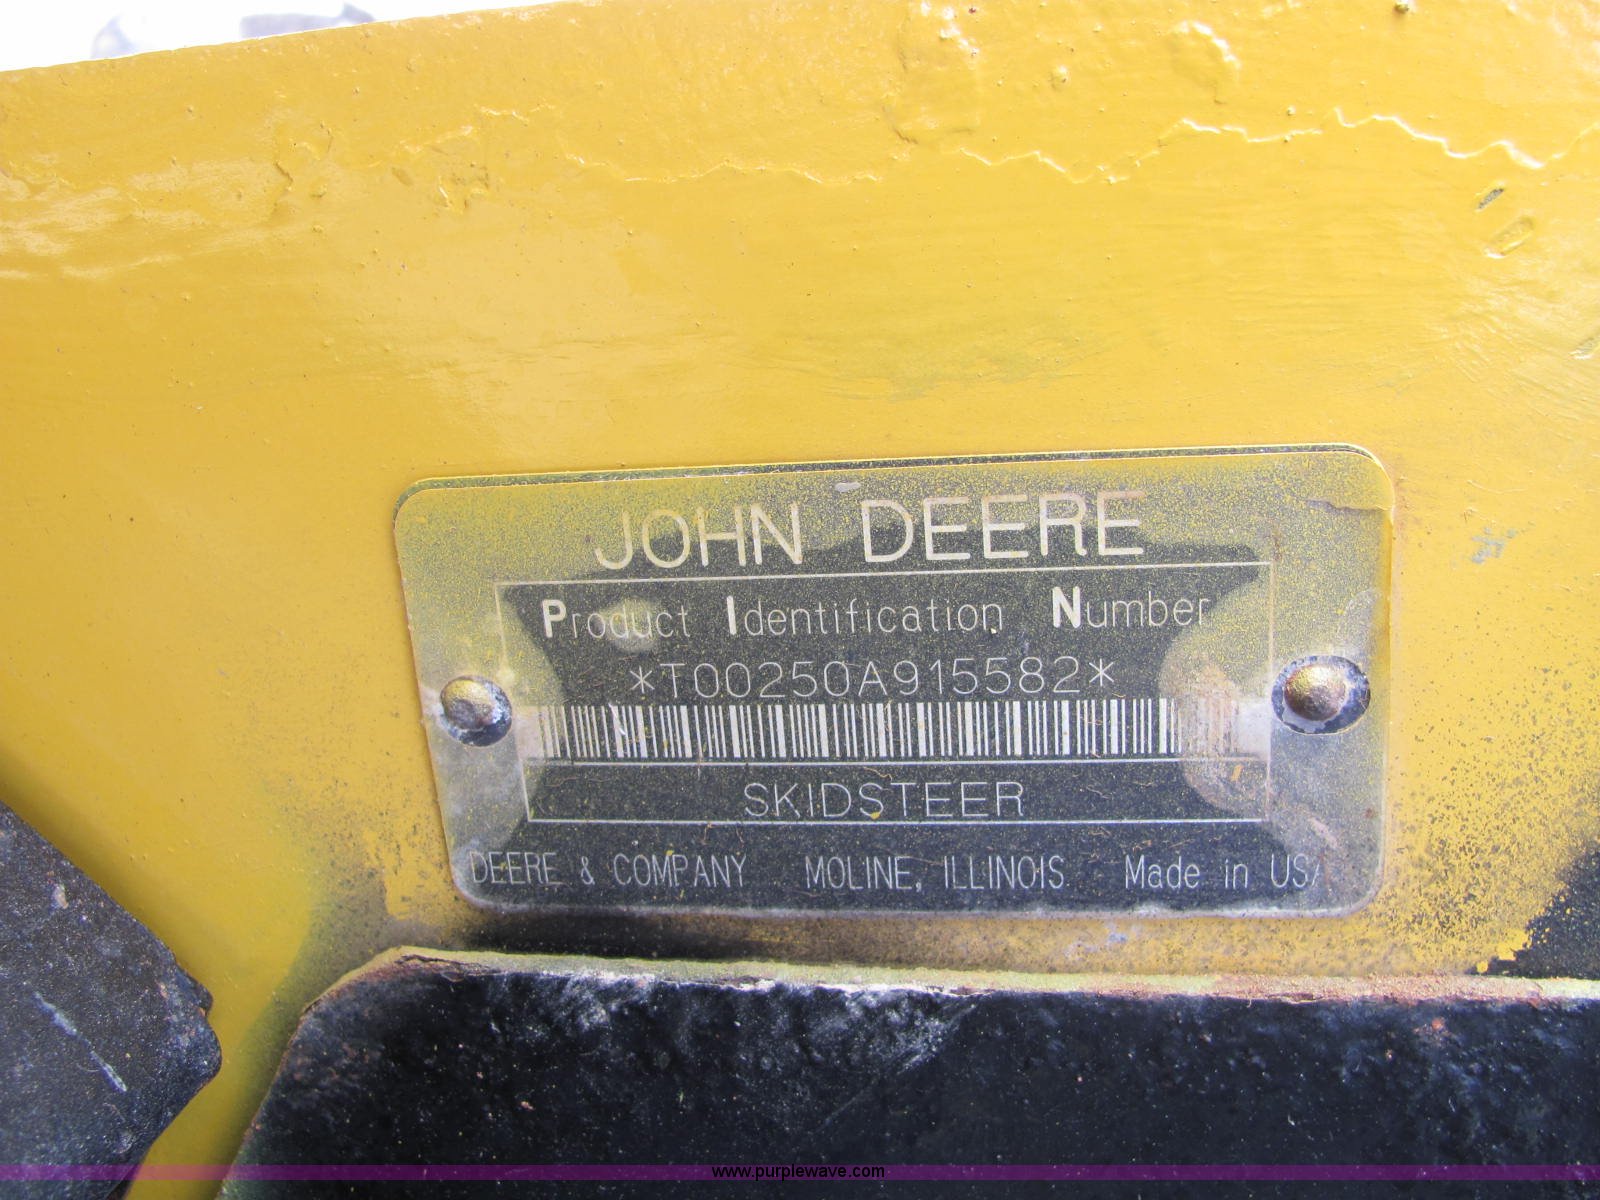 JOHN DEERE
Product Identification Number
*T00250A915582*
SKIDSTEER
DEERE & COMPANY MOLINE, ILLINOIS Made in USA
www.purplewave.com